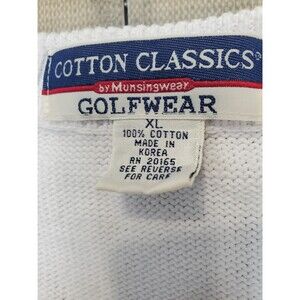 COTTON CLASSICS®
by Munsingwear
GOLFWEAR
XL
100% COTTON
MADE IN
KOREA
RN 20165
SEE REVERSE
FOR CARE